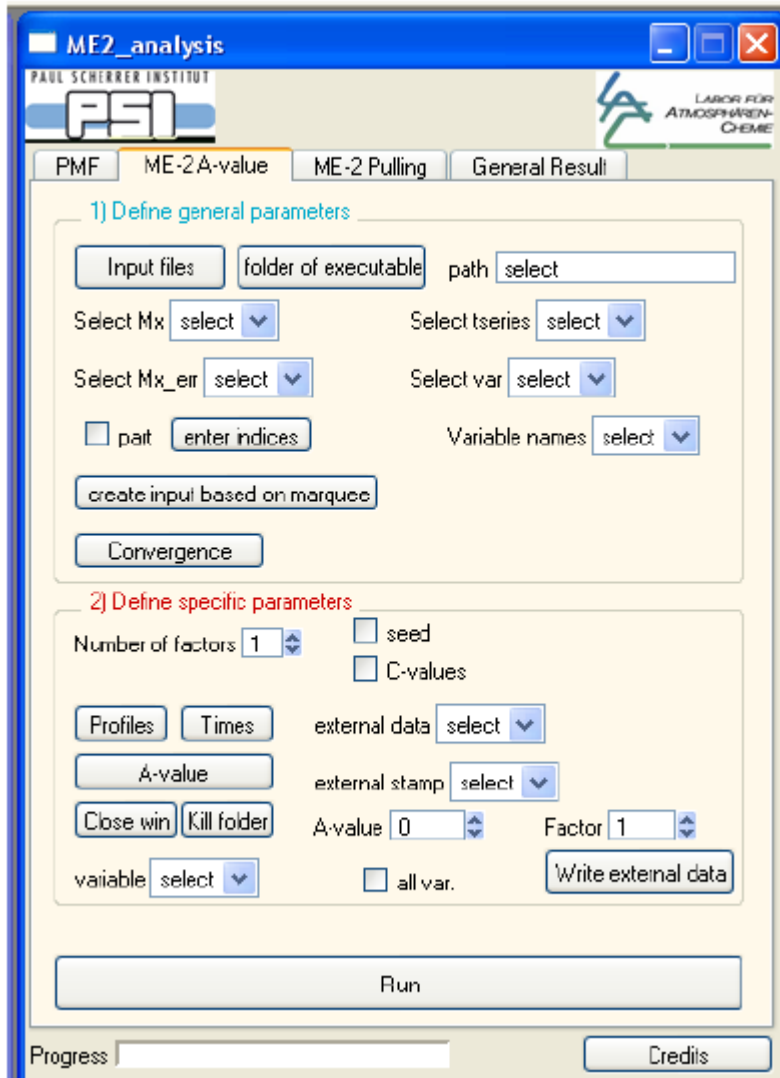 ME2_analysis
PAUL SCHERRER INSTITUT
PSI
LABOR FÜR
ATMOSPHÄREN-
CHEMIE
PMF ME-2 A-value ME-2 Pulling General Result
1) Define general parameters
Input files folder of executable path select
Select Mx select Select tseries select
Select Mx_err select Select var select
part enter indices Variable names select
create input based on marquee
Convergence
2) Define specific parameters
Number of factors 1 seed
C-values
Profiles Times external data select
A-value external stamp select
Close win Kill folder A-value 0 Factor 1
variable select all var. Write external data
Run
Progress Credits